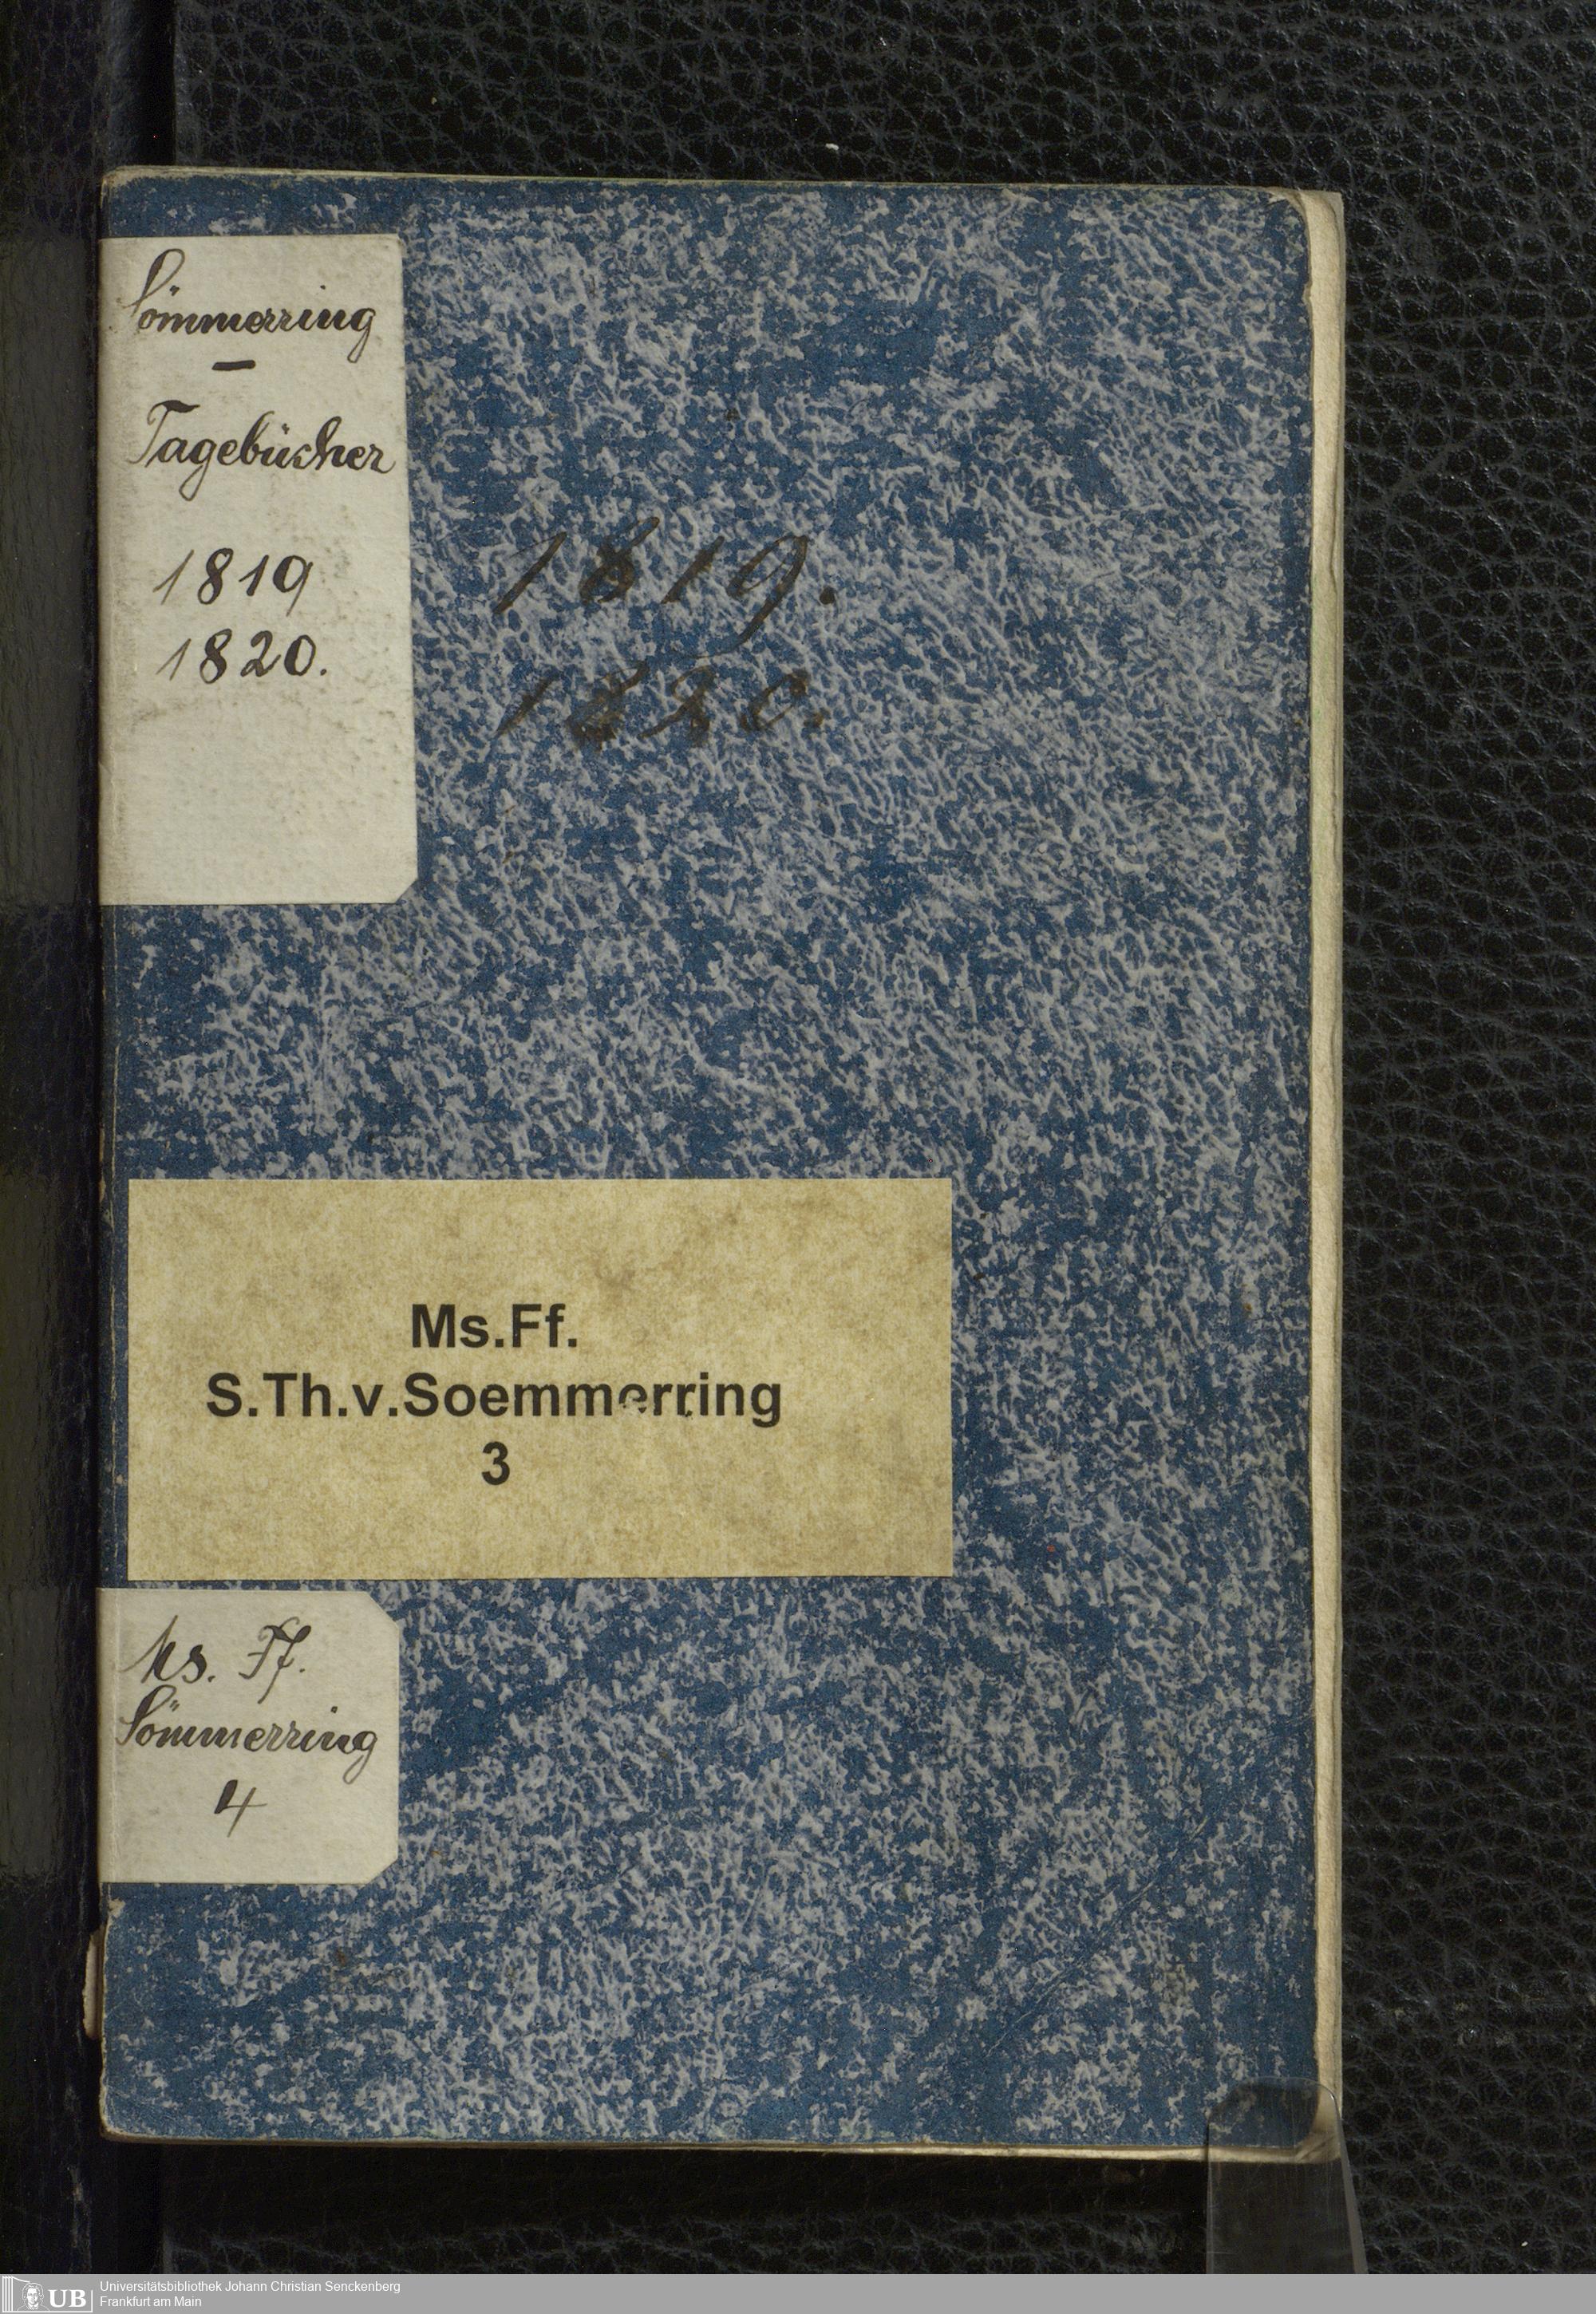 Sömmerring
–
Tagebücher
1819
1820.
1819.
1820.
Ms.Ff.
S.Th.v.Soemmerring
3
Ms. Ff.
Sömmerring
4
UB
Universitätsbibliothek Johann Christian Senckenberg
Frankfurt am Main